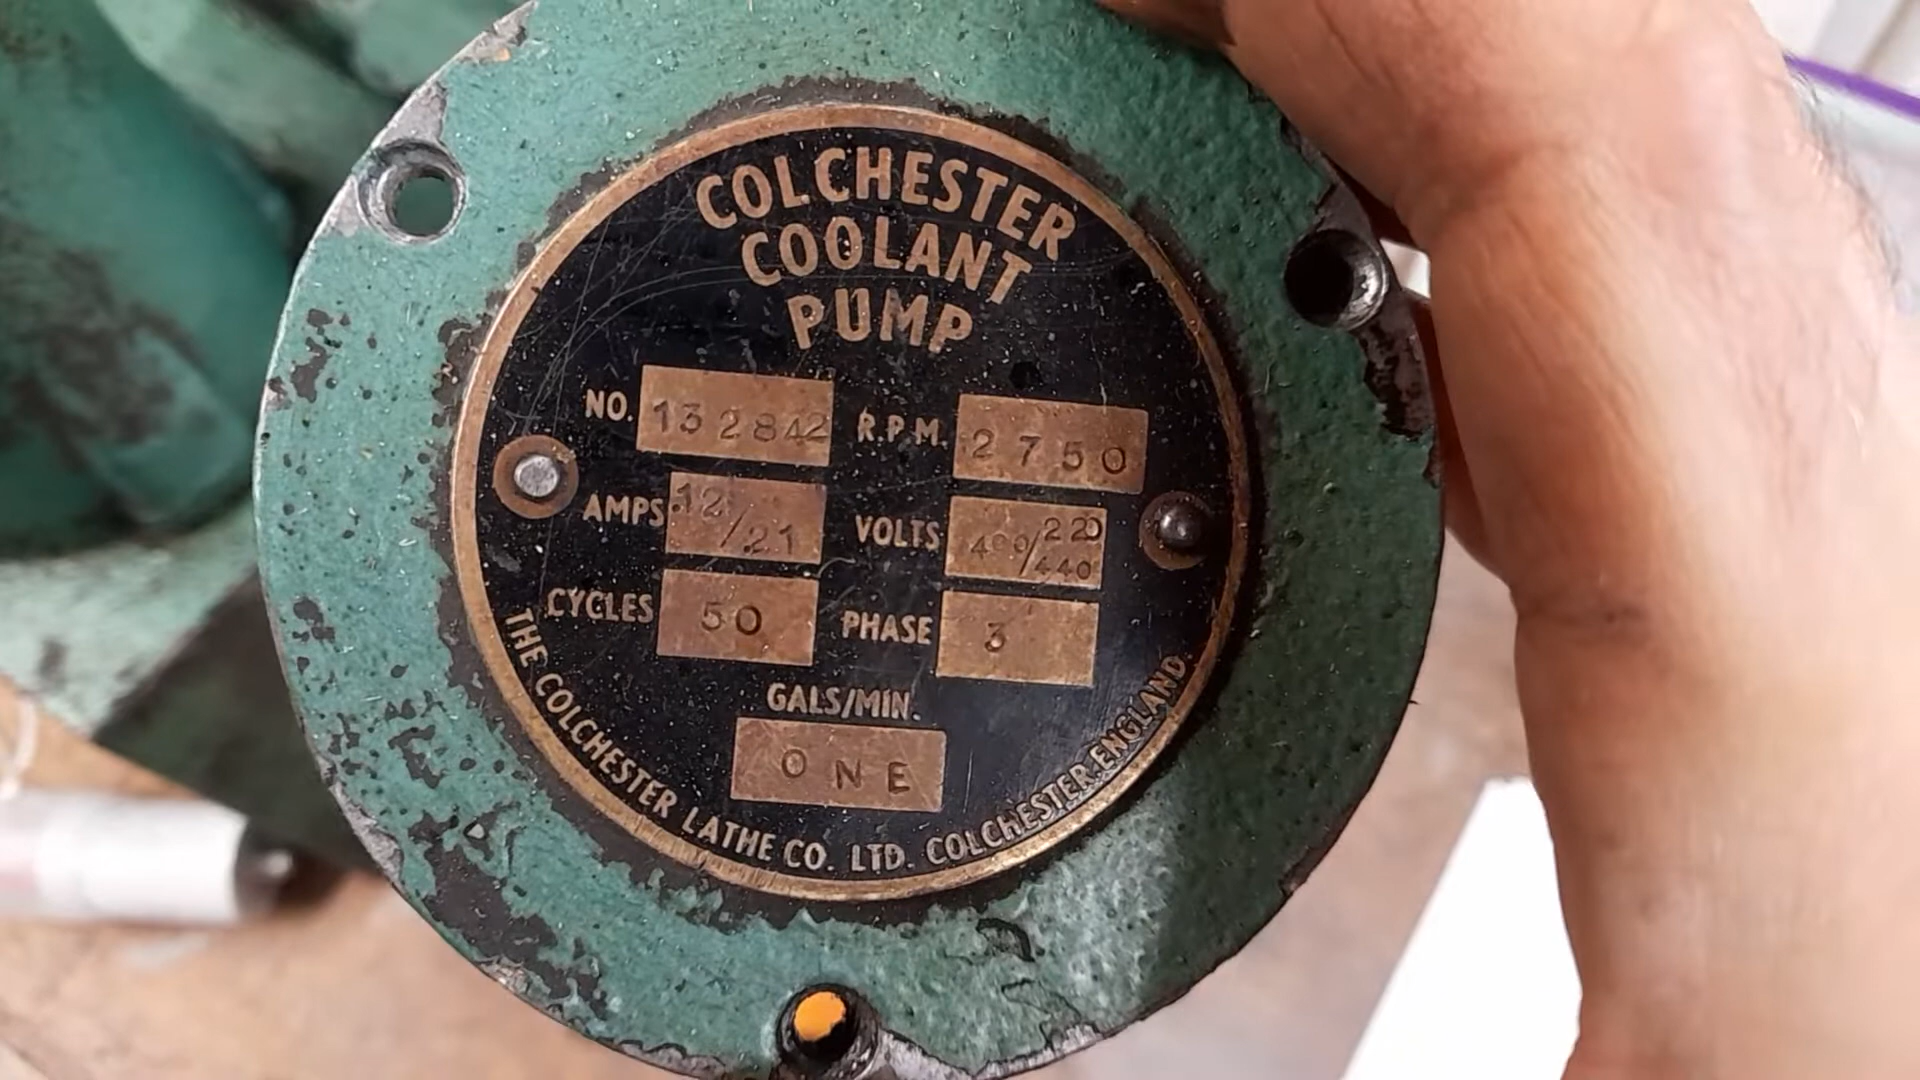 COLCHESTER
COOLANT
PUMP
NO. 132842 R.P.M. 2750
AMPS .12/.21 VOLTS 400/440 220
CYCLES 50 PHASE 3
GALS/MIN.
ONE
THE COLCHESTER LATHE CO. LTD. COLCHESTER. ENGLAND.